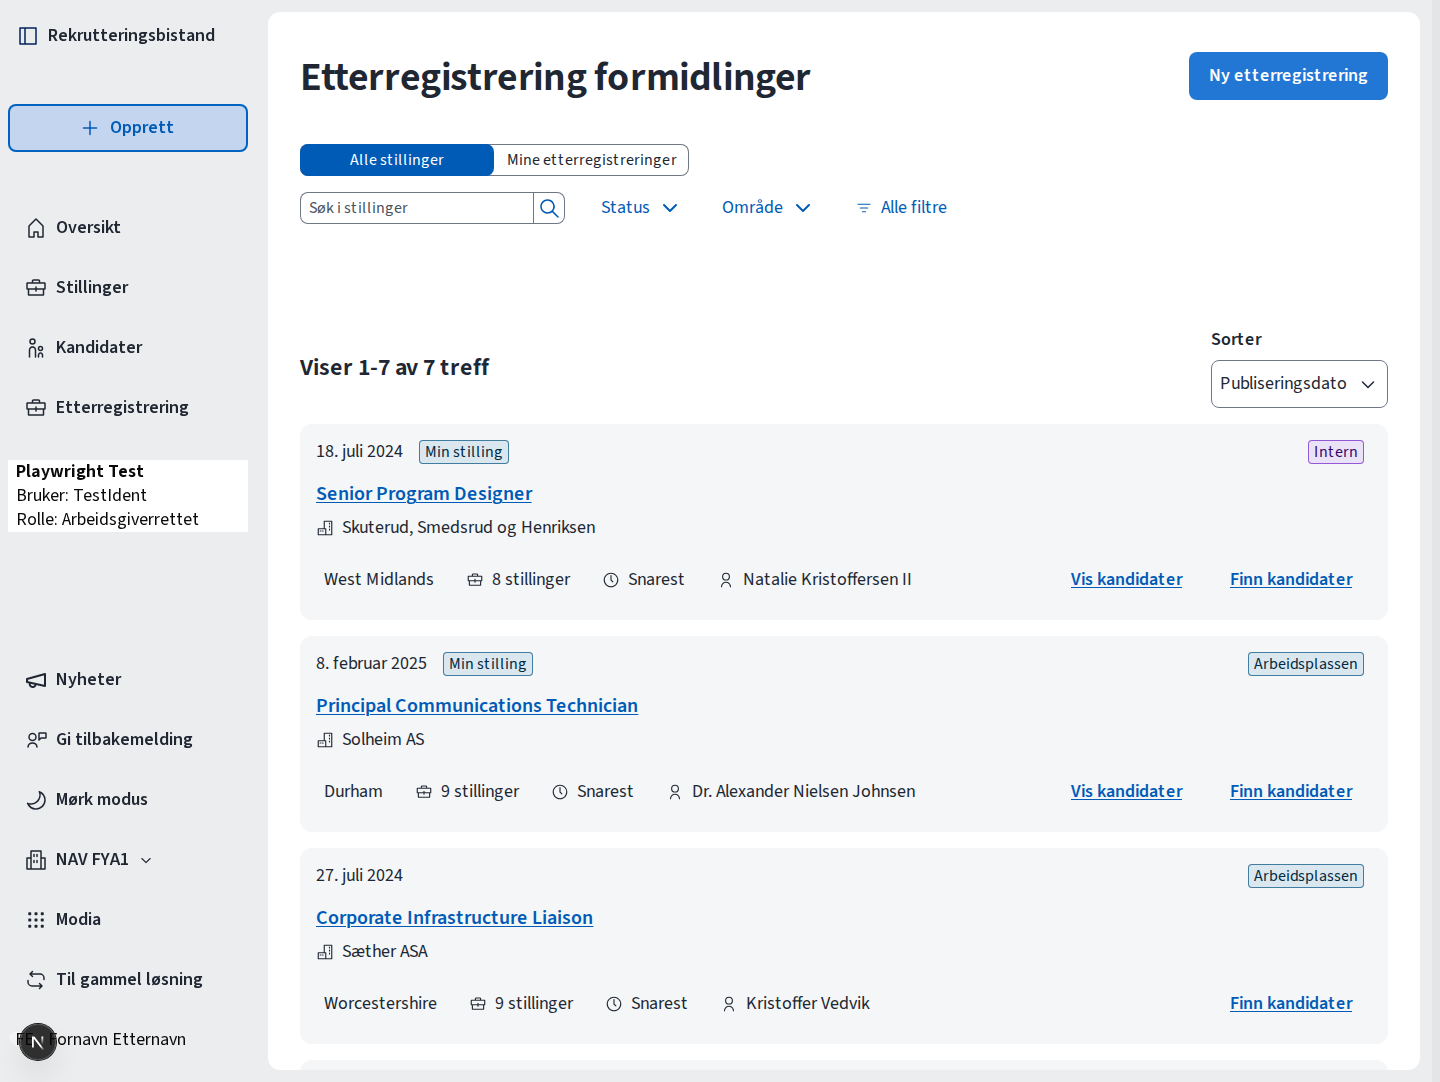 Rekrutteringsbistand
Opprett
Oversikt
Stillinger
Kandidater
Etterregistrering
Playwright Test
Bruker: TestIdent
Rolle: Arbeidsgiverrettet
Nyheter
Gi tilbakemelding
Mørk modus
NAV FYA1
Modia
Til gammel løsning
Fornavn Etternavn
Etterregistrering formidlinger
Ny etterregistrering
Alle stillinger
Mine etterregistreringer
Søk i stillinger
Status
Område
Alle filtre
Viser 1-7 av 7 treff
Sorter
Publiseringsdato
18. juli 2024 Min stilling Intern
Senior Program Designer
Skuterud, Smedsrud og Henriksen
West Midlands 8 stillinger Snarest Natalie Kristoffersen II Vis kandidater Finn kandidater
8. februar 2025 Min stilling Arbeidsplassen
Principal Communications Technician
Solheim AS
Durham 9 stillinger Snarest Dr. Alexander Nielsen Johnsen Vis kandidater Finn kandidater
27. juli 2024 Arbeidsplassen
Corporate Infrastructure Liaison
Sæther ASA
Worcestershire 9 stillinger Snarest Kristoffer Vedvik Finn kandidater